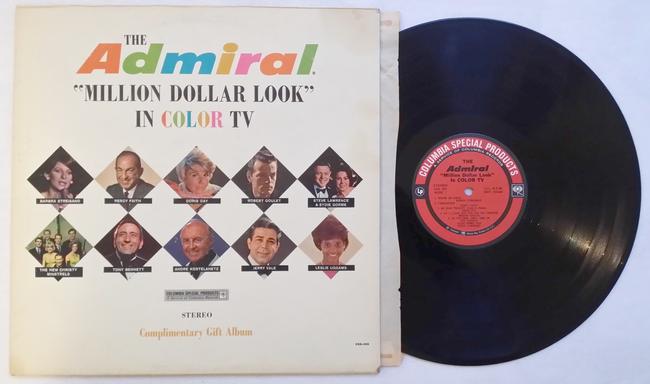 THE
Admiral
"MILLION DOLLAR LOOK"
IN COLOR TV
BARBRA STREISAND
PERCY FAITH
DORIS DAY
ROBERT GOULET
STEVE LAWRENCE
& EYDIE GORME
THE NEW CHRISTY
MINSTRELS
TONY BENNETT
ANDRE KOSTELANETZ
JERRY VALE
LESLIE UGGAMS
COLUMBIA SPECIAL PRODUCTS
STEREO
Complimentary Gift Album
COLUMBIA SPECIAL PRODUCTS
THE
Admiral
"Million Dollar Look"
in COLOR TV